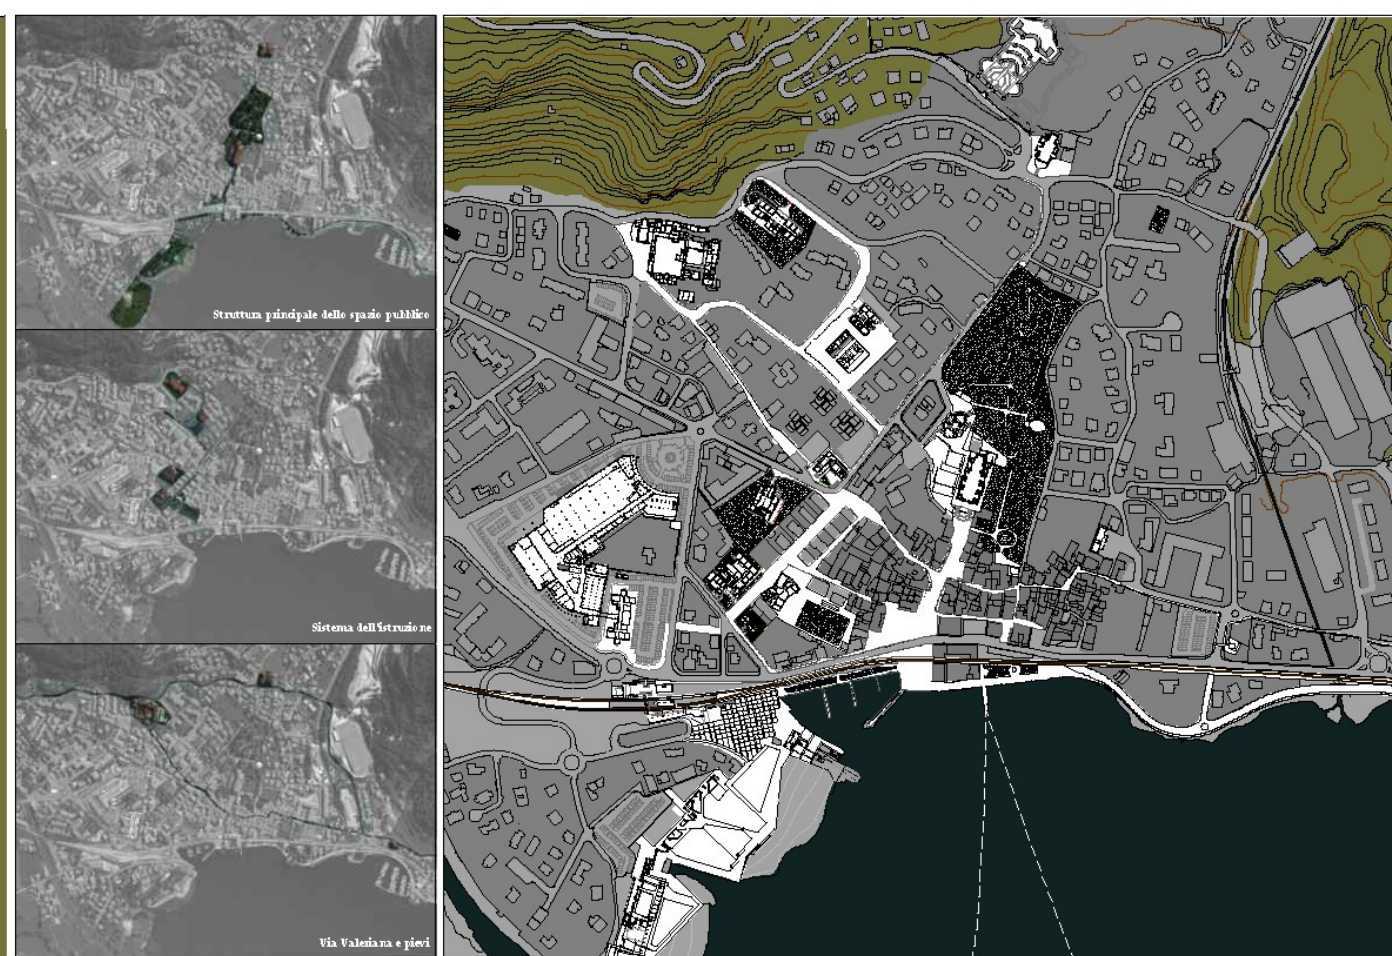 Struttura principale dello spazio pubblico
Sistema dell'istruzione
Via Valeriana e pievi